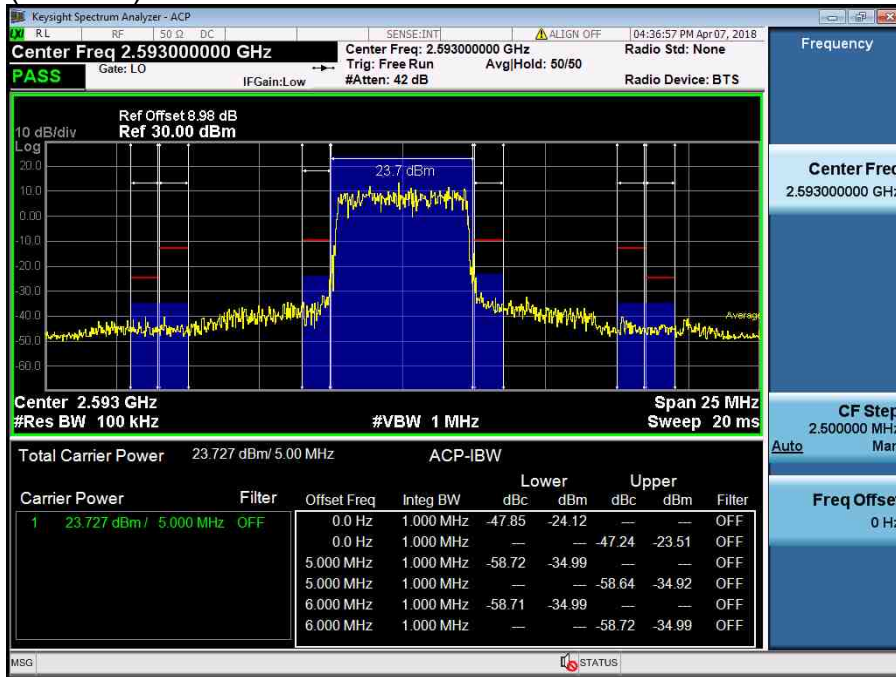 Keysight Spectrum Analyzer - ACP
LXI RL RF 50 Ω DC SENSE:INT ALIGN OFF 04:36:57 PM Apr 07, 2018
Center Freq 2.593000000 GHz
Center Freq: 2.593000000 GHz Radio Std: None
PASS Gate: LO IFGain:Low
Trig: Free Run Avg|Hold: 50/50
#Atten: 42 dB Radio Device: BTS
Ref Offset 8.98 dB
10 dB/div Ref 30.00 dBm
Log
20.0
10.0
0.00
-10.0
-20.0
-30.0
-40.0
-50.0
-60.0
23.7 dBm
Average
Center 2.593 GHz Span 25 MHz
#Res BW 100 kHz #VBW 1 MHz Sweep 20 ms
Total Carrier Power 23.727 dBm/ 5.00 MHz ACP-IBW
Lower Upper
Carrier Power Filter Offset Freq Integ BW dBc dBm dBc dBm Filter
1 23.727 dBm / 5.000 MHz OFF 0.0 Hz 1.000 MHz -47.85 -24.12 --- --- OFF
0.0 Hz 1.000 MHz --- --- -47.24 -23.51 OFF
5.000 MHz 1.000 MHz -58.72 -34.99 --- --- OFF
5.000 MHz 1.000 MHz --- --- -58.64 -34.92 OFF
6.000 MHz 1.000 MHz -58.71 -34.99 --- --- OFF
6.000 MHz 1.000 MHz --- --- -58.72 -34.99 OFF
MSG STATUS
Frequency
Center Freq
2.593000000 GHz
CF Step
2.500000 MHz
Auto Man
Freq Offset
0 Hz